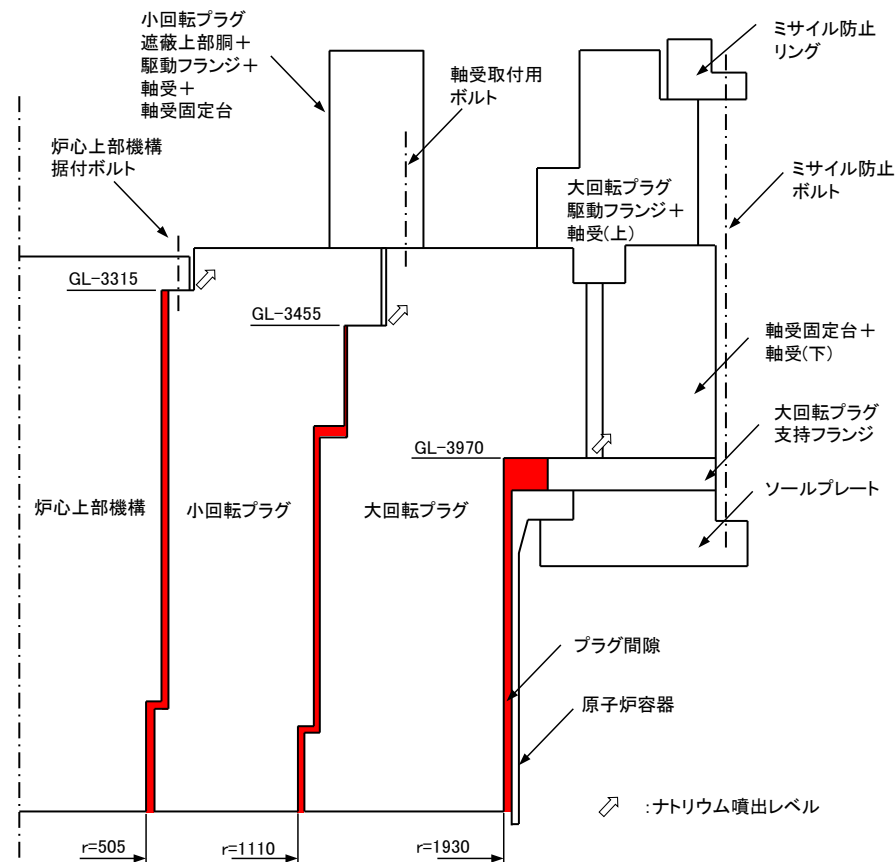 小回転プラグ
遮蔽上部胴+
駆動フランジ+
軸受+
軸受固定台
軸受取付用
ボルト
ミサイル防止
リング
炉心上部機構
据付ボルト
大回転プラグ
駆動フランジ+
軸受(上)
ミサイル防止
ボルト
GL-3315
GL-3455
軸受固定台+
軸受(下)
大回転プラグ
支持フランジ
GL-3970
ソールプレート
炉心上部機構
小回転プラグ
大回転プラグ
プラグ間隙
原子炉容器
:ナトリウム噴出レベル
r=505
r=1110
r=1930